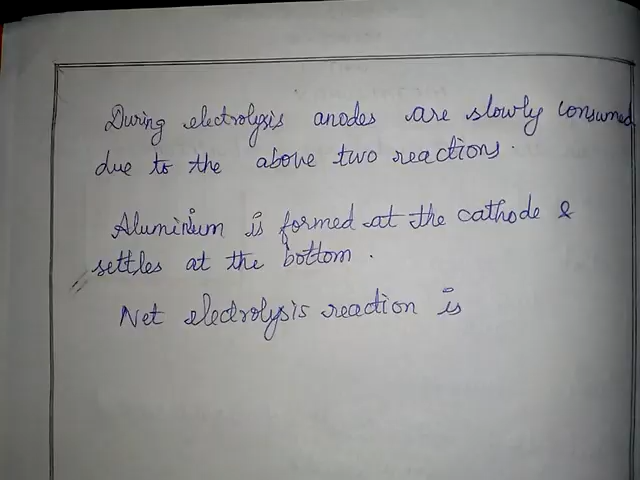 During electrolysis anodes are slowly consumed
due to the above two reactions.
Aluminium is formed at the cathode &
settles at the bottom.
Net electrolysis reaction is